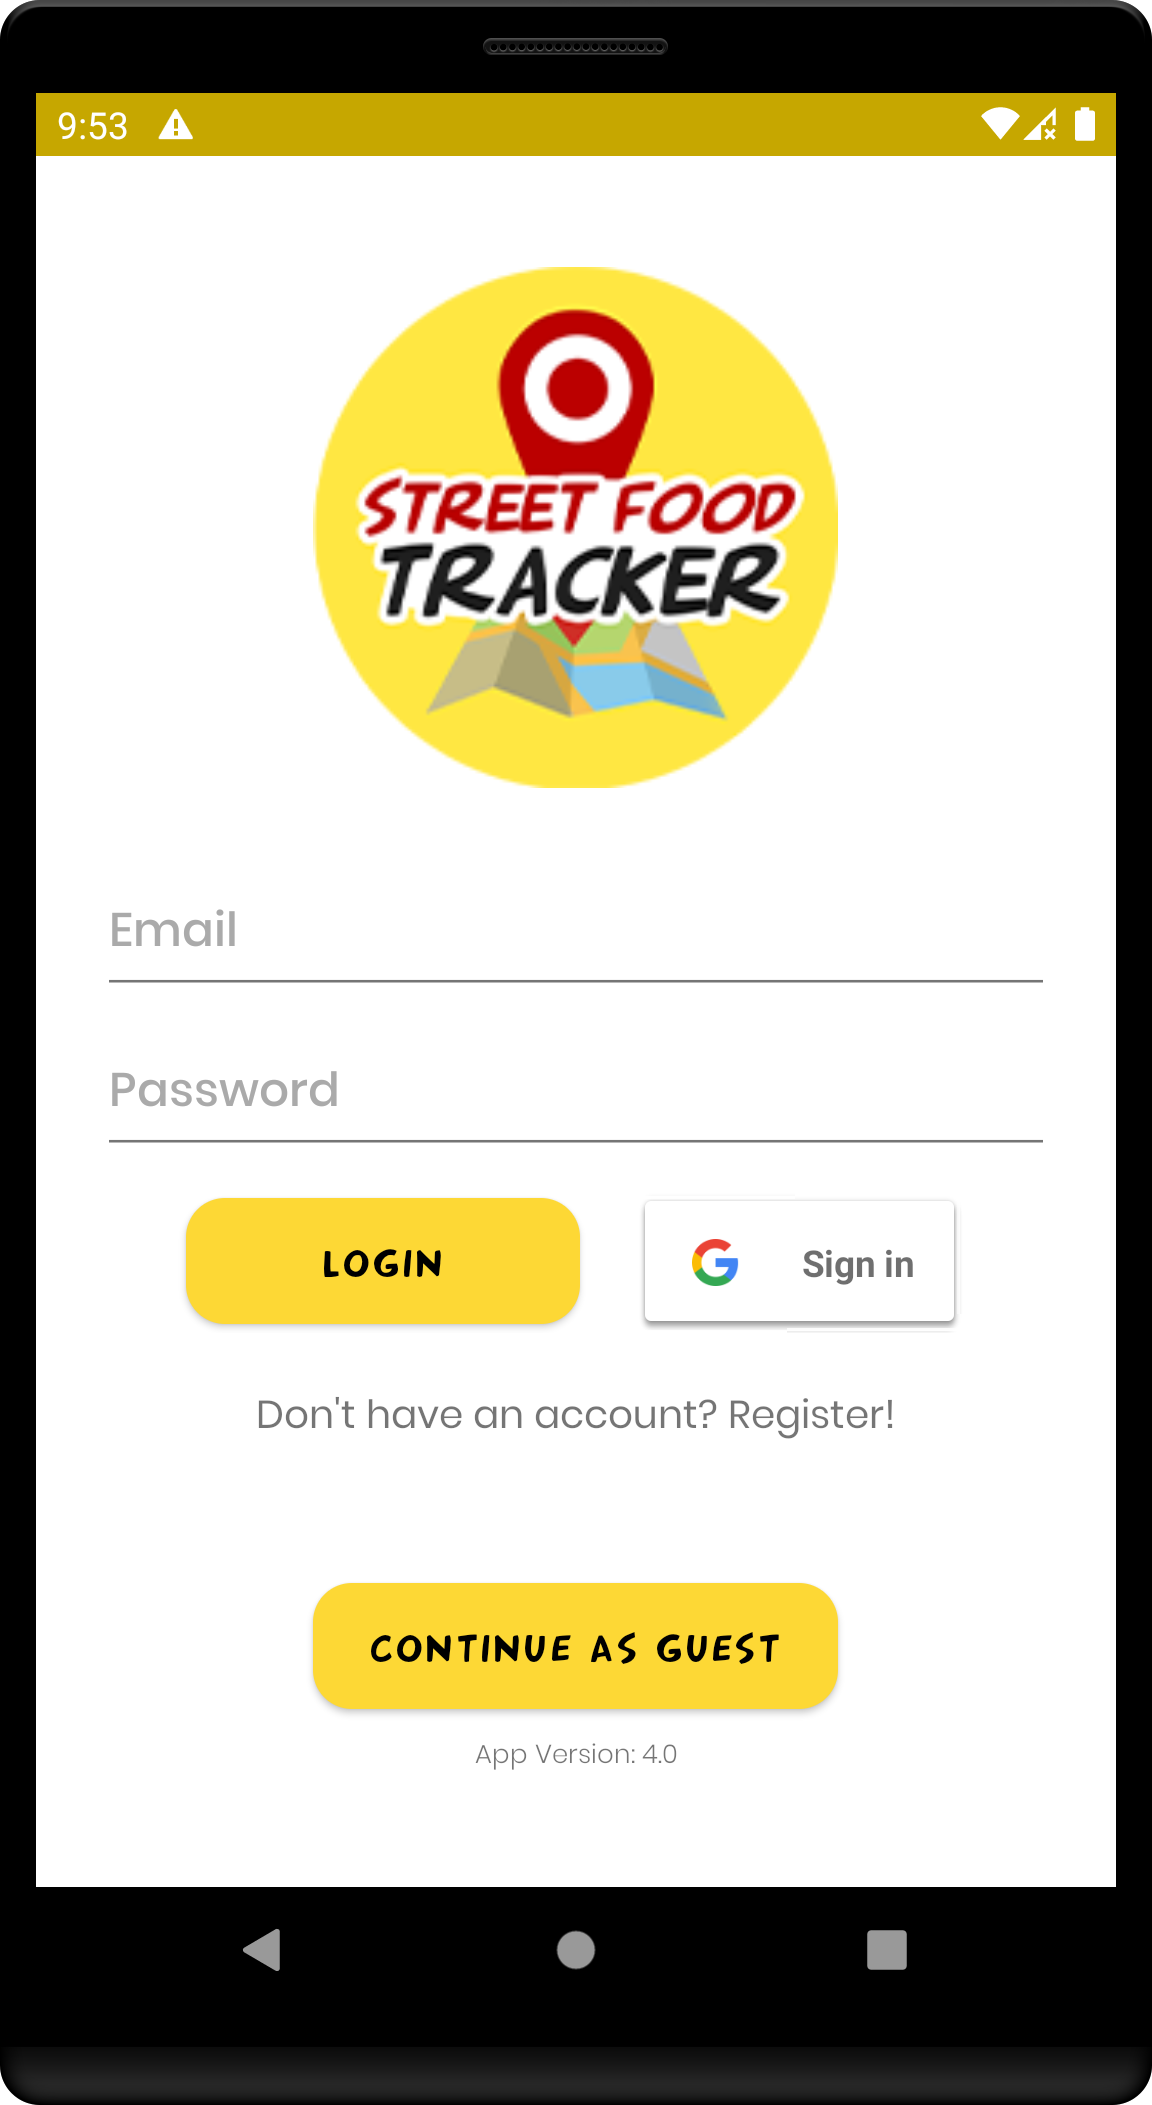 9:53
STREET FOOD
TRACKER
Email
Password
LOGIN
Sign in
Don't have an account? Register!
CONTINUE AS GUEST
App Version: 4.0